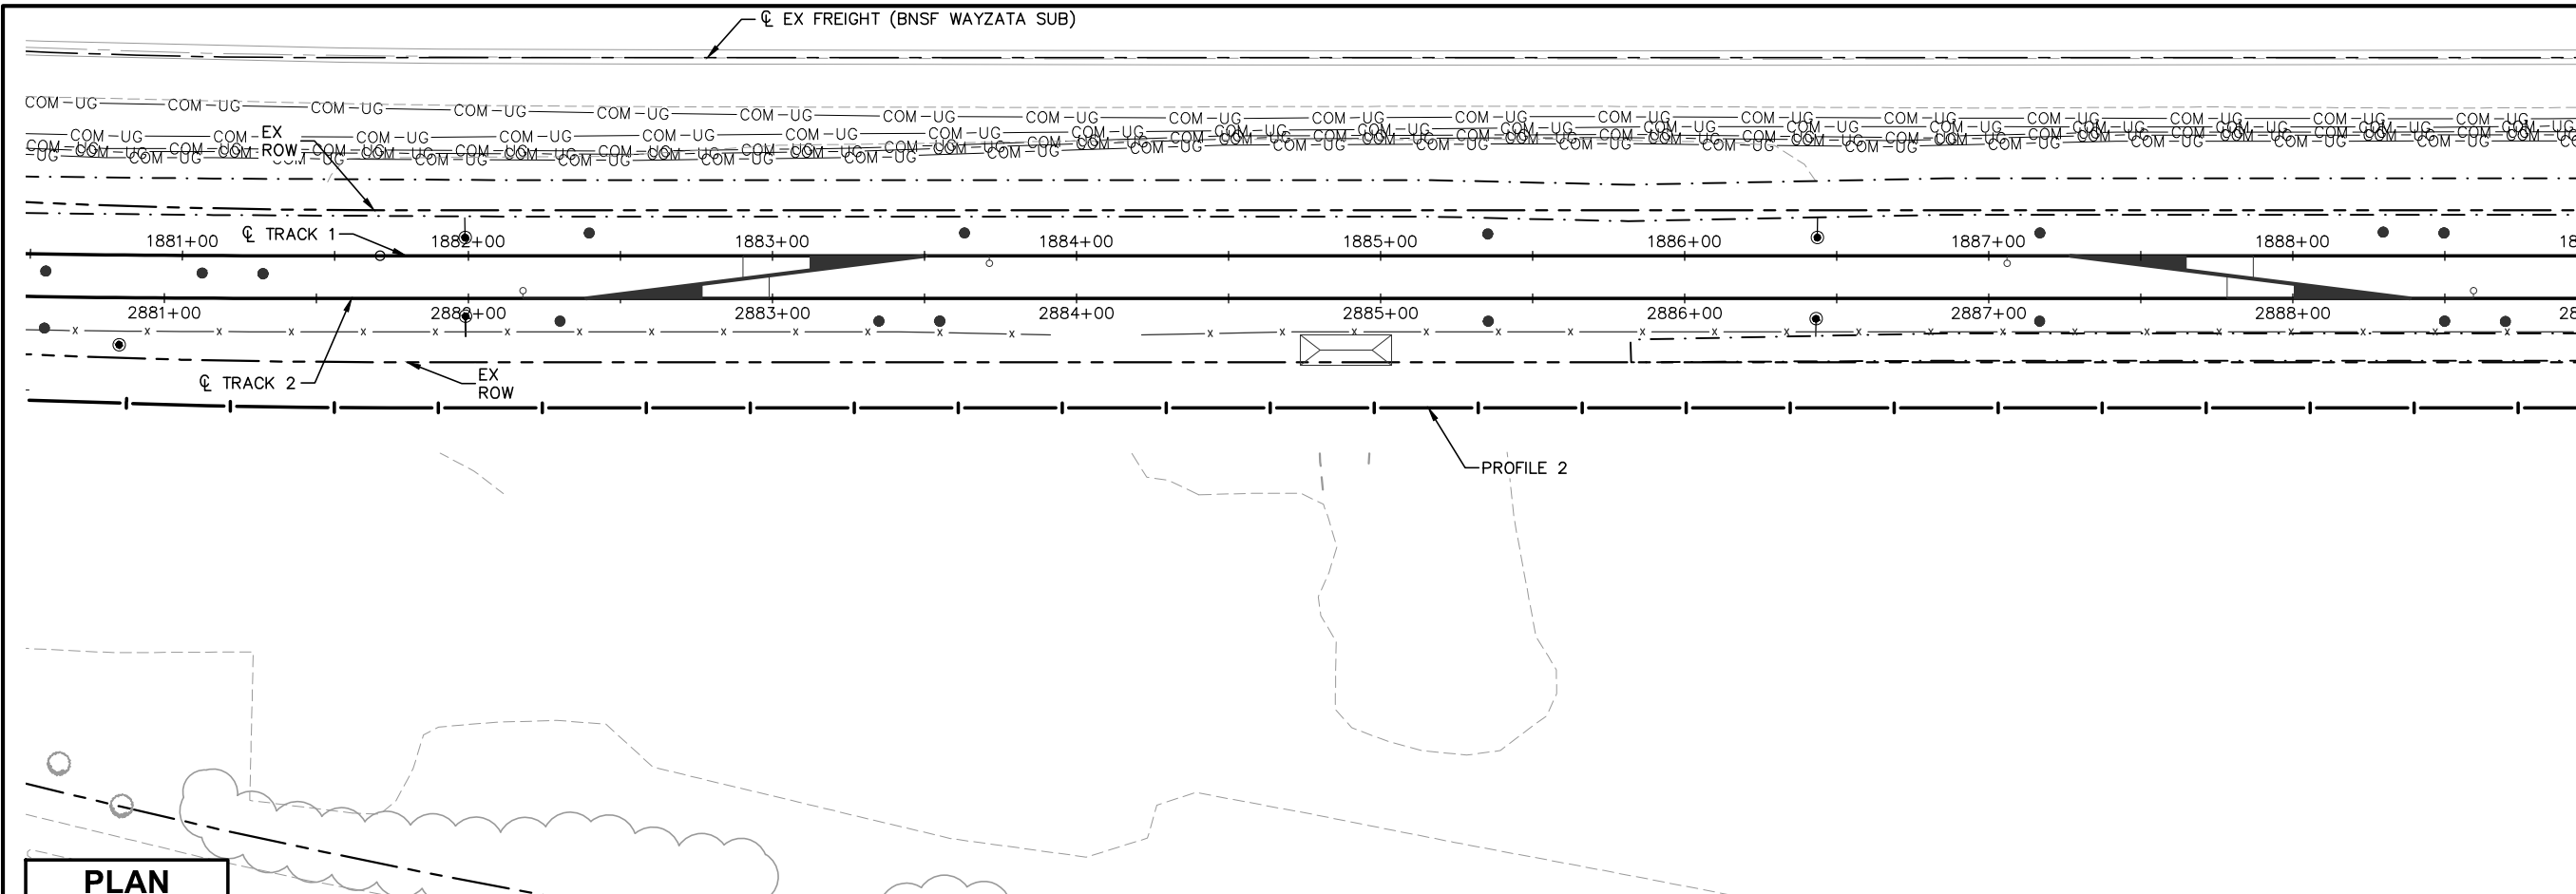 ℄ EX FREIGHT (BNSF WAYZATA SUB)
COM-UG COM-UG COM-UG COM-UG COM-UG COM-UG COM-UG COM-UG COM-UG COM-UG COM-UG COM-UG COM-UG COM-UG COM-UG COM-UG COM-UG COM-UG
EX
ROW
℄ TRACK 1
1881+00 1882+00 1883+00 1884+00 1885+00 1886+00 1887+00 1888+00
2881+00 2882+00 2883+00 2884+00 2885+00 2886+00 2887+00 2888+00
℄ TRACK 2
EX
ROW
PROFILE 2
PLAN